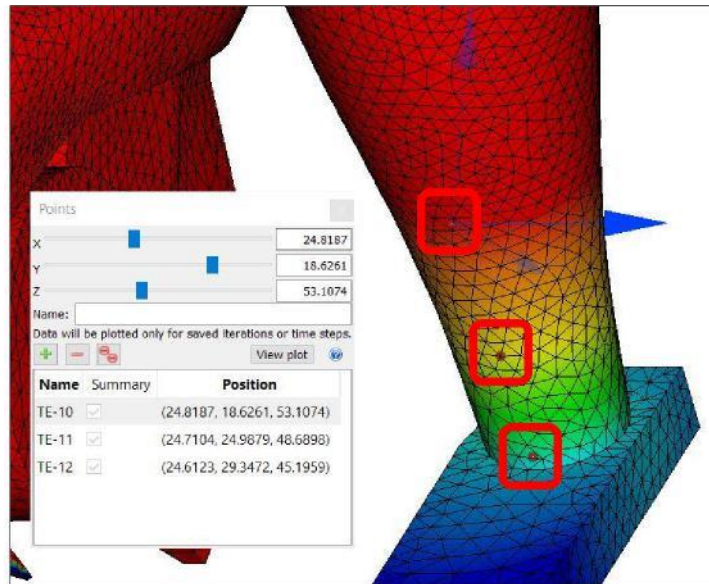 Points
X 24.8187
Y 18.6261
Z 53.1074
Name:
Data will be plotted only for saved iterations or time steps.
View plot
Name Summary Position
TE-10 (24.8187, 18.6261, 53.1074)
TE-11 (24.7104, 24.9879, 48.6898)
TE-12 (24.6123, 29.3472, 45.1959)